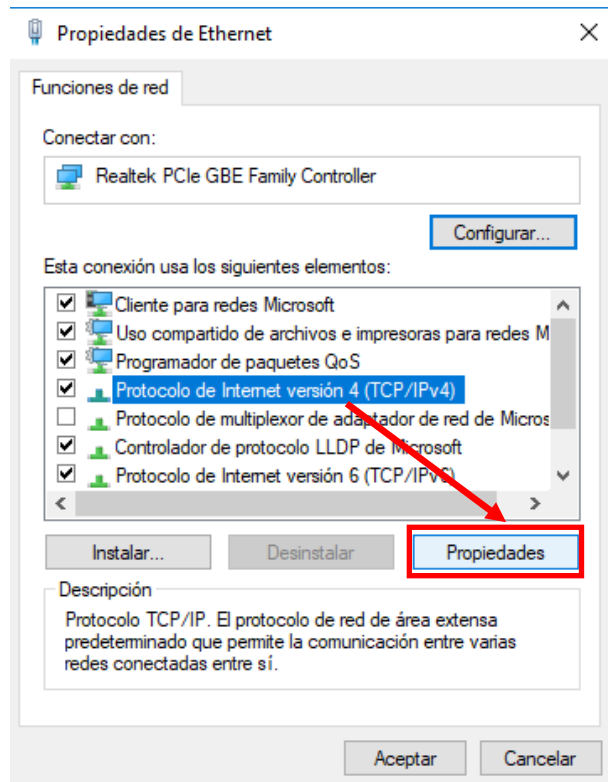 Propiedades de Ethernet
Funciones de red
Conectar con:
Realtek PCIe GBE Family Controller
Configurar...
Esta conexión usa los siguientes elementos:
Cliente para redes Microsoft
Uso compartido de archivos e impresoras para redes M
Programador de paquetes QoS
Protocolo de Internet versión 4 (TCP/IPv4)
Protocolo de multiplexor de adaptador de red de Micros
Controlador de protocolo LLDP de Microsoft
Protocolo de Internet versión 6 (TCP/IPv6)
Instalar...
Desinstalar
Propiedades
Descripción
Protocolo TCP/IP. El protocolo de red de área extensa
predeterminado que permite la comunicación entre varias
redes conectadas entre sí.
Aceptar
Cancelar